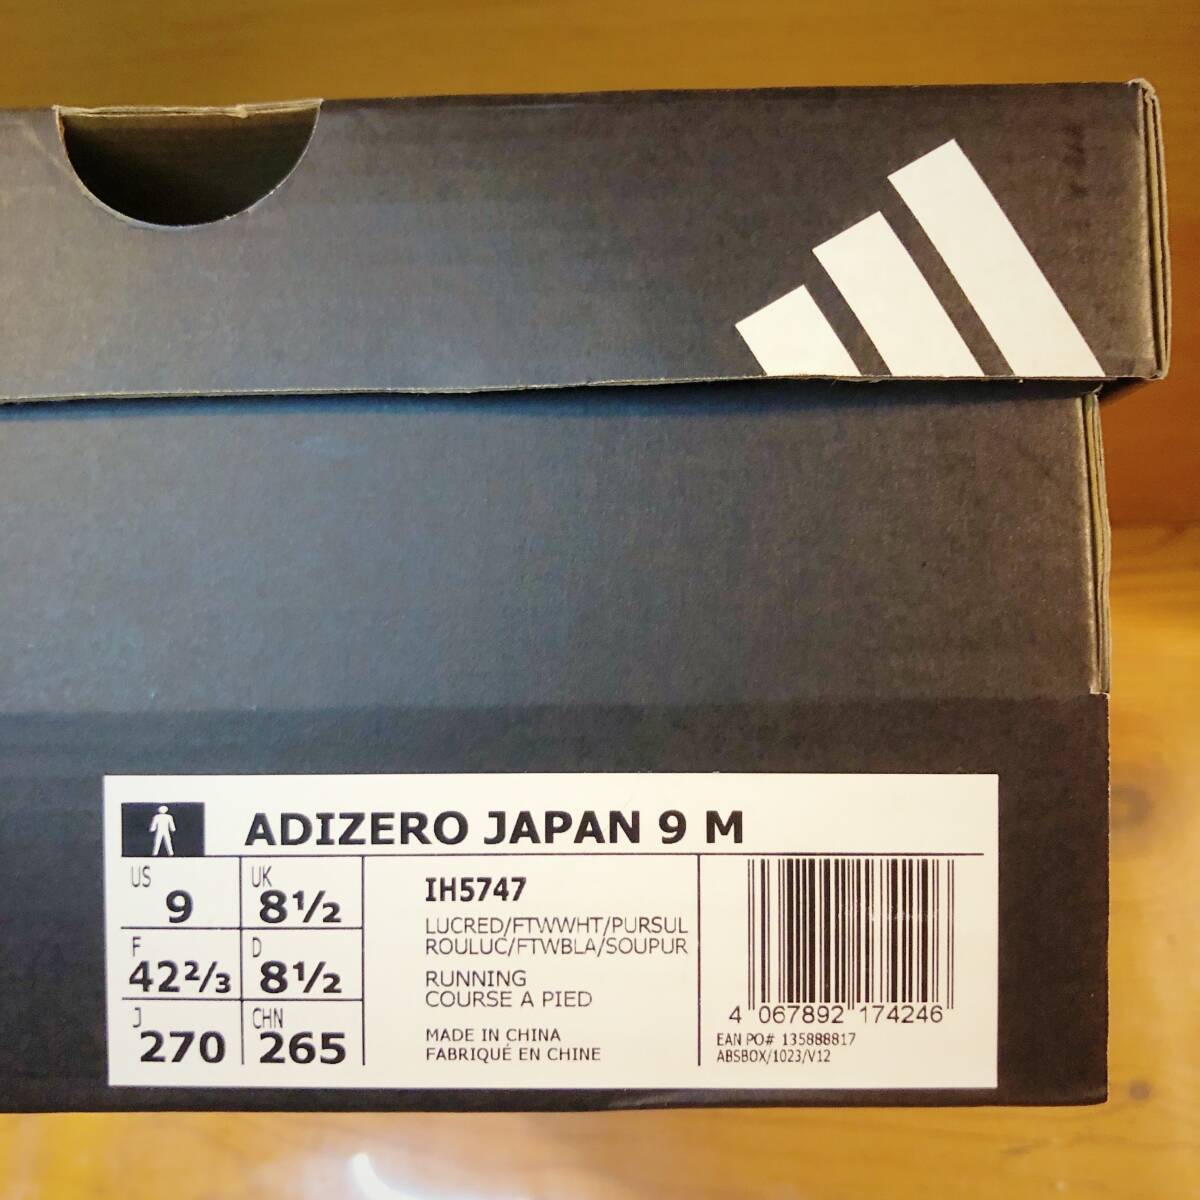 ADIZERO JAPAN 9 M
US 9
UK 8½
F 42⅔
D 8½
J 270
CHN 265
IH5747
LUCRED/FTWWHT/PURSUL
ROULUC/FTWBLA/SOUPUR
RUNNING
COURSE A PIED
MADE IN CHINA
FABRIQUÉ EN CHINE
4 067892 174246
EAN PO# 135888817
ABSBOX/1023/V12